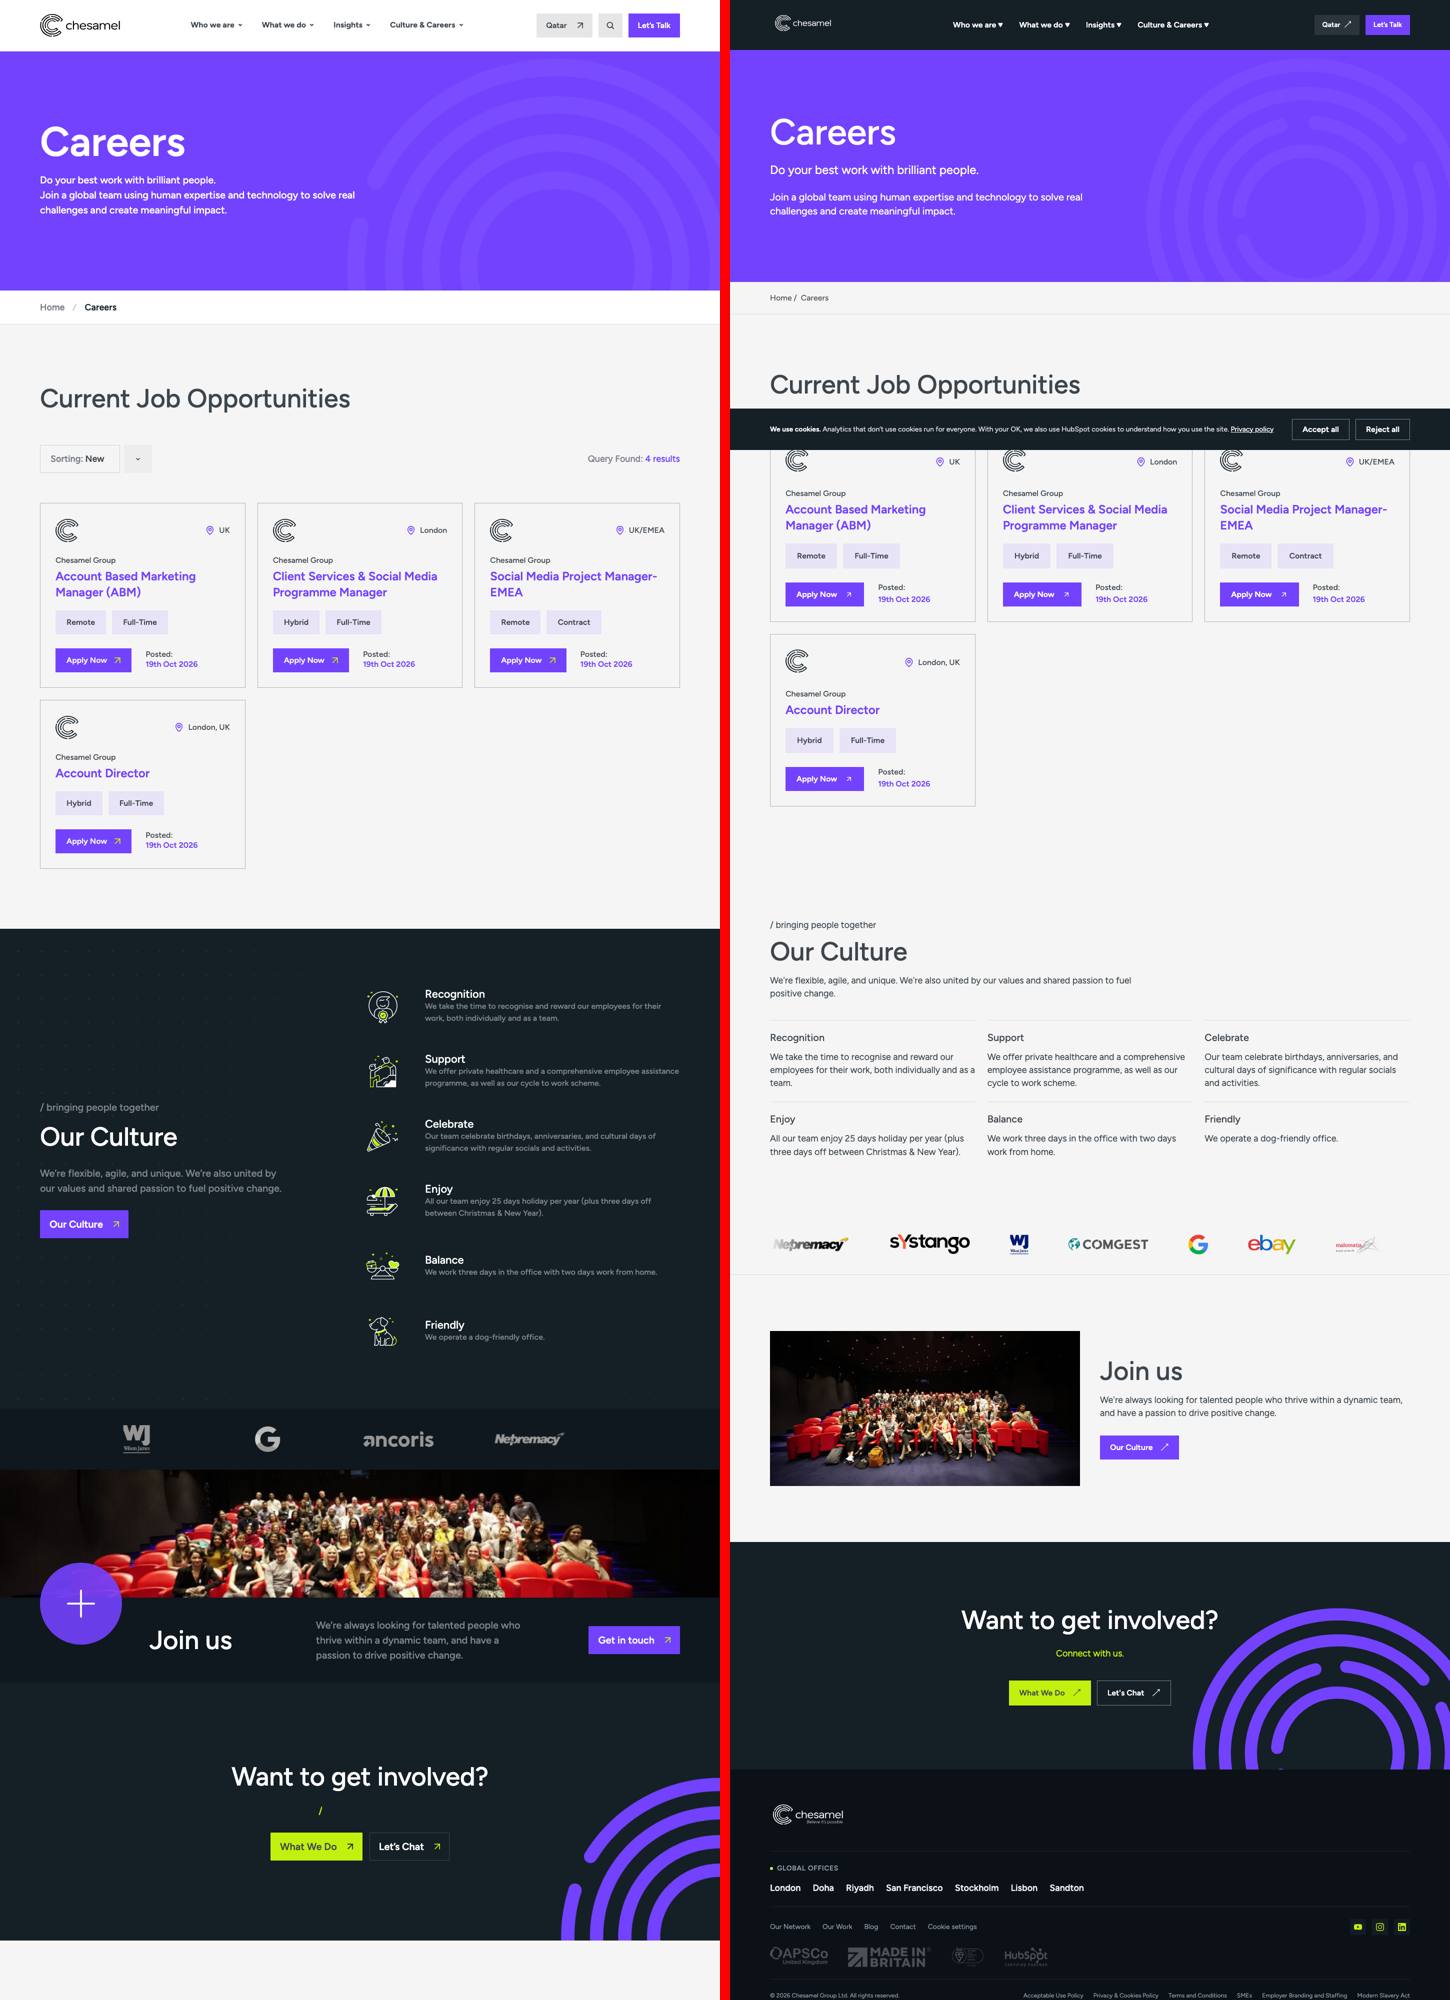 chesamel
Who we are
What we do
Insights
Culture & Careers
Qatar
Let's Talk
Careers
Do your best work with brilliant people.
Join a global team using human expertise and technology to solve real
challenges and create meaningful impact.
Home / Careers
Current Job Opportunities
Sorting: New
Query Found: 4 results
UK
Chesamel Group
Account Based Marketing
Manager (ABM)
Remote
Full-Time
Apply Now
Posted:
19th Oct 2026
London
Chesamel Group
Client Services & Social Media
Programme Manager
Hybrid
Full-Time
Apply Now
Posted:
19th Oct 2026
UK/EMEA
Chesamel Group
Social Media Project Manager-
EMEA
Remote
Contract
Apply Now
Posted:
19th Oct 2026
London, UK
Chesamel Group
Account Director
Hybrid
Full-Time
Apply Now
Posted:
19th Oct 2026
/ bringing people together
Our Culture
We're flexible, agile, and unique. We're also united by
our values and shared passion to fuel positive change.
Our Culture
Recognition
We take the time to recognise and reward our employees for their
work, both individually and as a team.
Support
We offer private healthcare and a comprehensive employee assistance
programme, as well as our cycle to work scheme.
Celebrate
Our team celebrate birthdays, anniversaries, and cultural days of
significance with regular socials and activities.
Enjoy
All our team enjoy 25 days holiday per year (plus three days off
between Christmas & New Year).
Balance
We work three days in the office with two days work from home.
Friendly
We operate a dog-friendly office.
WJ
Wilson James
G
ancoris
Netpremacy
Join us
We're always looking for talented people who
thrive within a dynamic team, and have a
passion to drive positive change.
Get in touch
Want to get involved?
/
What We Do
Let's Chat
chesamel
Who we are
What we do
Insights
Culture & Careers
Qatar
Let's Talk
Careers
Do your best work with brilliant people.
Join a global team using human expertise and technology to solve real
challenges and create meaningful impact.
Home / Careers
Current Job Opportunities
We use cookies. Analytics that don't use cookies run for everyone. With your OK, we also use HubSpot cookies to understand how you use the site. Privacy policy
Accept all
Reject all
UK
Chesamel Group
Account Based Marketing
Manager (ABM)
Remote
Full-Time
Apply Now
Posted:
19th Oct 2026
London
Chesamel Group
Client Services & Social Media
Programme Manager
Hybrid
Full-Time
Apply Now
Posted:
19th Oct 2026
UK/EMEA
Chesamel Group
Social Media Project Manager-
EMEA
Remote
Contract
Apply Now
Posted:
19th Oct 2026
London, UK
Chesamel Group
Account Director
Hybrid
Full-Time
Apply Now
Posted:
19th Oct 2026
/ bringing people together
Our Culture
We're flexible, agile, and unique. We're also united by our values and shared passion to fuel
positive change.
Recognition
We take the time to recognise and reward our
employees for their work, both individually and as a
team.
Support
We offer private healthcare and a comprehensive
employee assistance programme, as well as our
cycle to work scheme.
Celebrate
Our team celebrate birthdays, anniversaries, and
cultural days of significance with regular socials
and activities.
Enjoy
All our team enjoy 25 days holiday per year (plus
three days off between Christmas & New Year).
Balance
We work three days in the office with two days
work from home.
Friendly
We operate a dog-friendly office.
Netpremacy
sYstango
WJ
Wilson James
COMGEST
G
ebay
Join us
We're always looking for talented people who thrive within a dynamic team,
and have a passion to drive positive change.
Our Culture
Want to get involved?
Connect with us.
What We Do
Let's Chat
chesamel
Believe it's possible
GLOBAL OFFICES
London
Doha
Riyadh
San Francisco
Stockholm
Lisbon
Sandton
Our Network
Our Work
Blog
Contact
Cookie settings
APSCo
United Kingdom
MADE IN
BRITAIN
HubSpot
CERTIFIED PARTNER
© 2026 Chesamel Group Ltd. All rights reserved.
Acceptable Use Policy
Privacy & Cookies Policy
Terms and Conditions
SMEs
Employer Branding and Staffing
Modern Slavery Act